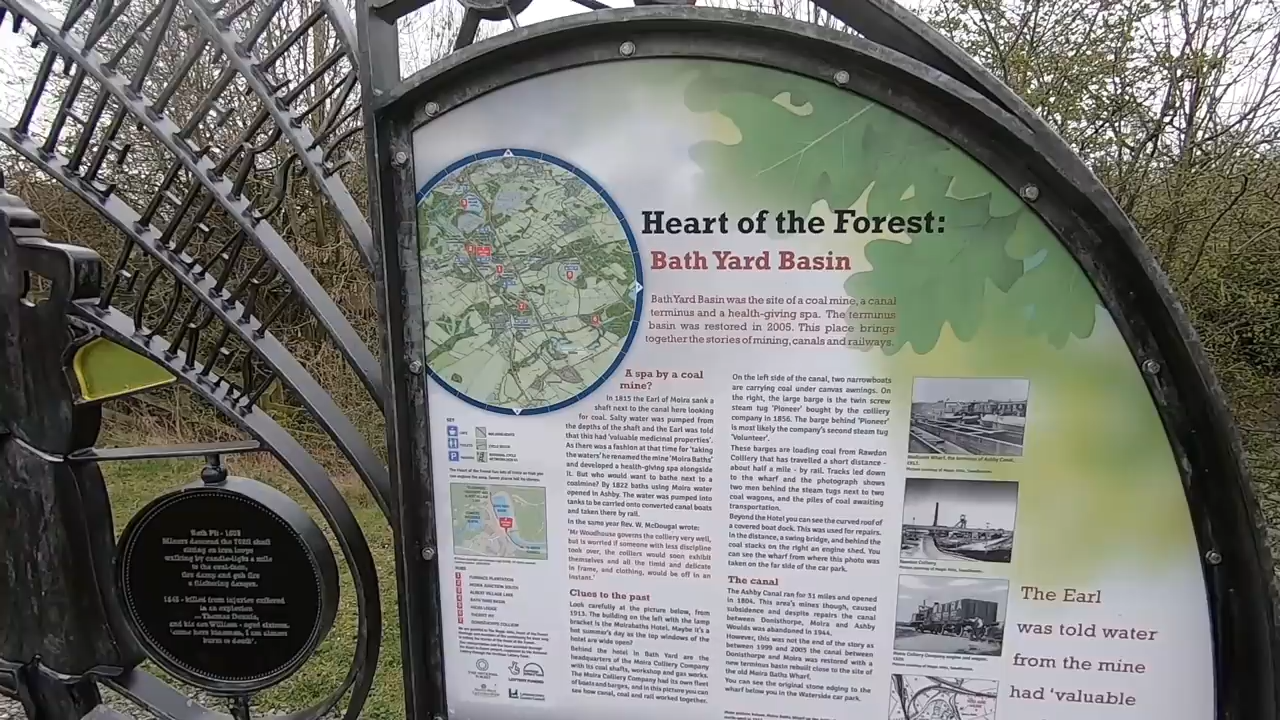 Heart of the Forest:
Bath Yard Basin
Bath Yard Basin was the site of a coal mine, a canal
terminus and a health-giving spa. The terminus
basin was restored in 2005. This place brings
together the stories of mining, canals and railways.
A spa by a coal
mine?
In 1815 the Earl of Moira sank a
shaft next to the canal here looking
for coal. Salty water was pumped from
the depths of the shaft and the Earl was told
that this had 'valuable medicinal properties'.
As there was a fashion at that time for 'taking
the waters' he renamed the mine 'Moira Baths'
and developed a health-giving spa alongside
it. But who would want to bathe next to a
coalmine? By 1822 baths using Moira water
opened in Ashby. The water was pumped into
tanks to be carried onto converted canal boats
and taken there by rail.
In the same year Rev. W. McDougal wrote:
'Mr Woodhouse governs the colliery very well,
but is worried if someone with less discipline
took over, the colliers would soon exhibit
themselves and all the timid and delicate
in frame, and clothing, would be off in an
instant.'
Clues to the past
Look carefully at the picture below, from
1913. The building on the left with the lamp
bracket is the Moirabaths Hotel. Maybe it's a
hot summer's day as the top windows of the
hotel are wide open?
Behind the hotel in Bath Yard are the
headquarters of the Moira Colliery Company
with its coal shafts, workshop and gas works.
The Moira Colliery Company had its own fleet
of boats and barges, and in this picture you can
see how canal, coal and rail worked together.
On the left side of the canal, two narrowboats
are carrying coal under canvas awnings. On
the right, the large barge is the twin screw
steam tug 'Pioneer' bought by the colliery
company in 1856. The barge behind 'Pioneer'
is most likely the company's second steam tug
'Volunteer'.
These barges are loading coal from Rawdon
Colliery that has travelled a short distance -
about half a mile - by rail. Tracks led down
to the wharf and the photograph shows
two men behind the steam tugs next to two
coal wagons, and the piles of coal awaiting
transportation.
Beyond the Hotel you can see the curved roof of
a covered boat dock. This was used for repairs.
In the distance, a swing bridge, and behind the
coal stacks on the right an engine shed. You
can see the wharf from where this photo was
taken on the far side of the car park.
The canal
The Ashby Canal ran for 31 miles and opened
in 1804. This area's mines though, caused
subsidence and despite repairs the canal
between Donisthorpe, Moira and Ashby
Woulds was abandoned in 1944.
However, this was not the end of the story as
between 1999 and 2005 the canal between
Donisthorpe and Moira was restored with a
new terminus basin rebuilt close to the site of
the old Moira Baths Wharf.
You can see the original stone edging to the
wharf below you in the Waterside car park.
The Earl
was told water
from the mine
had 'valuable
KEY
FURNACE PLANTATION
MOIRA JUNCTION SOUTH
ALBERT VILLAGE LAKE
BATH YARD BASIN